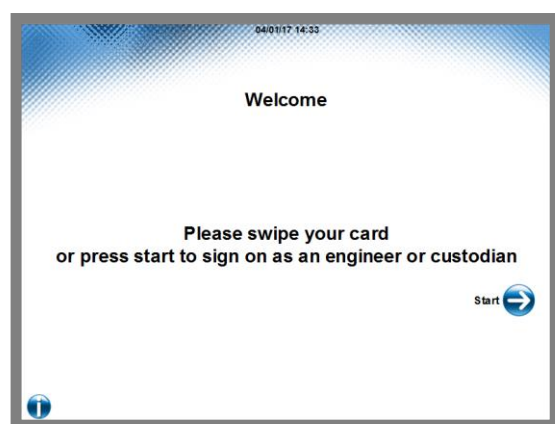 04/01/17 14:33
Welcome
Please swipe your card
or press start to sign on as an engineer or custodian
Start
i